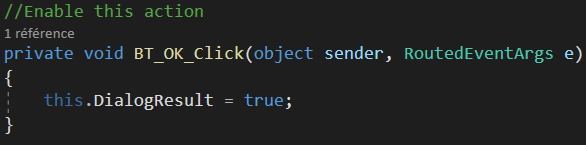 //Enable this action
1 référence
private void BT_OK_Click(object sender, RoutedEventArgs e)
{
    this.DialogResult = true;
}